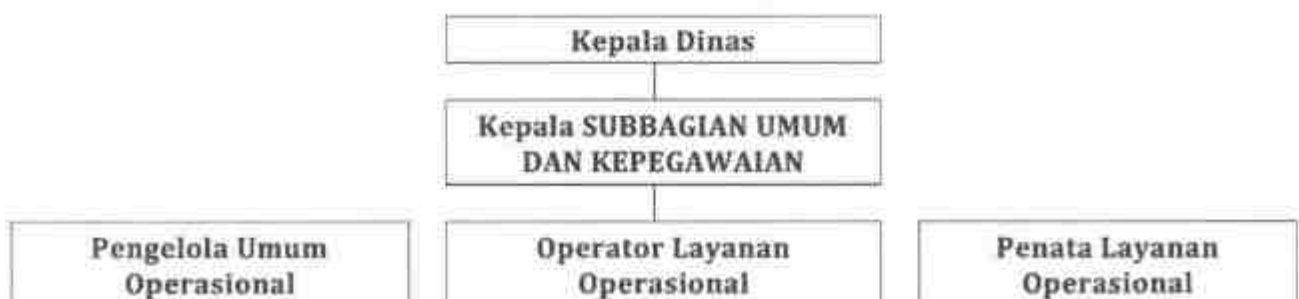 Kepala Dinas
Kepala SUBBAGIAN UMUM
DAN KEPEGAWAIAN
Pengelola Umum
Operasional
Operator Layanan
Operasional
Penata Layanan
Operasional